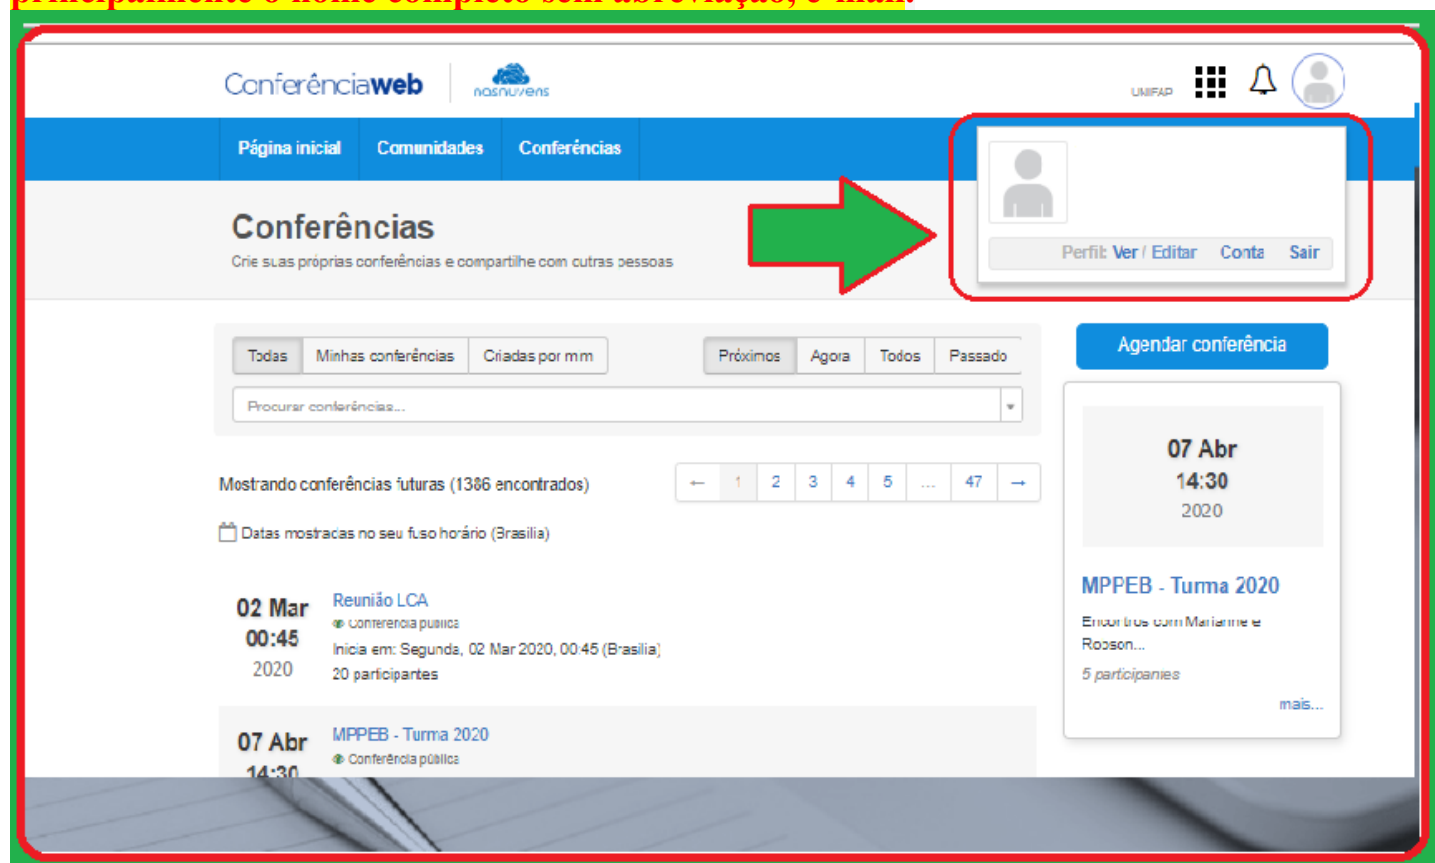 principalmente o nome completo sem abreviação, e-mail.
Conferênciaweb
nasnuvens
UNIFAP
Página inicial Comunidades Conferências
Conferências
Crie suas próprias conferências e compartilhe com outras pessoas
Perfil: Ver / Editar Conta Sair
Todas Minhas conferências Criadas por mim
Próximos Agora Todos Passado
Agendar conferência
Procurar conferências...
Mostrando conferências futuras (1386 encontrados)
← 1 2 3 4 5 ... 47 →
Datas mostradas no seu fuso horário (Brasilia)
02 Mar
00:45
2020
Reunião LCA
Conferência pública
Inicia em: Segunda, 02 Mar 2020, 00:45 (Brasilia)
20 participantes
07 Abr
14:30
MPPEB - Turma 2020
Conferência pública
07 Abr
14:30
2020
MPPEB - Turma 2020
Encontros com Marianne e
Robson...
5 participantes
mais...